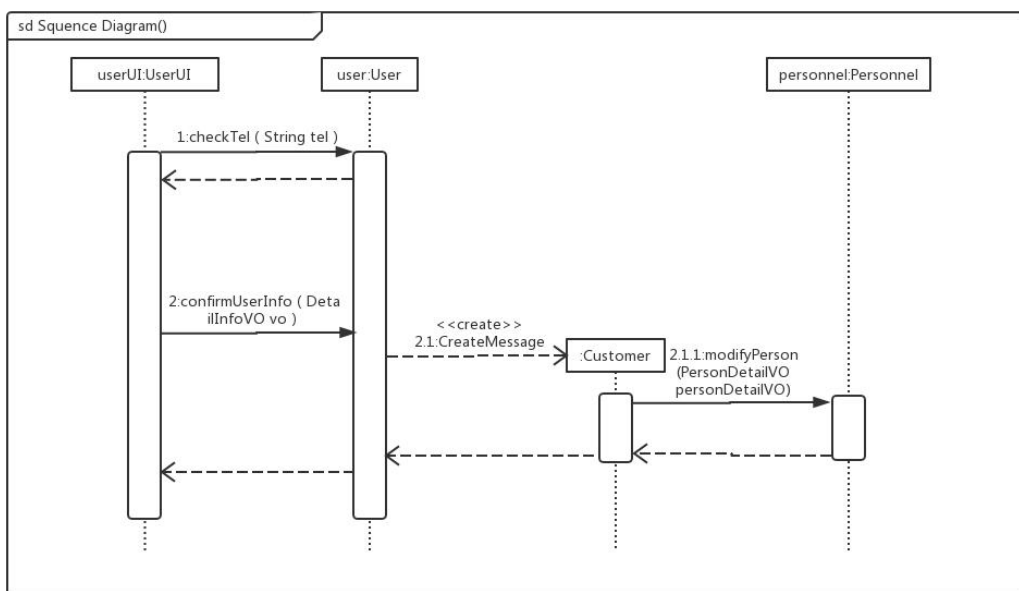 sd Squence Diagram()
userUI:UserUI
user:User
personnel:Personnel
1:checkTel ( String tel )
2:confirmUserInfo ( Deta
ilInfoVO vo )
<<create>>
2.1:CreateMessage
:Customer
2.1.1:modifyPerson
(PersonDetailVO
personDetailVO)